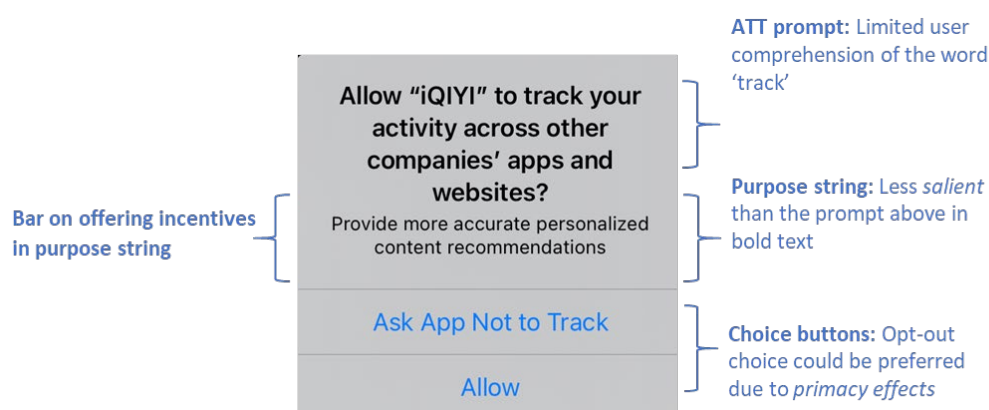 ATT prompt: Limited user
comprehension of the word
‘track’
Allow “iQIYI” to track your
activity across other
companies’ apps and
websites?
Provide more accurate personalized
content recommendations
Bar on offering incentives
in purpose string
Purpose string: Less salient
than the prompt above in
bold text
Ask App Not to Track
Allow
Choice buttons: Opt-out
choice could be preferred
due to primacy effects